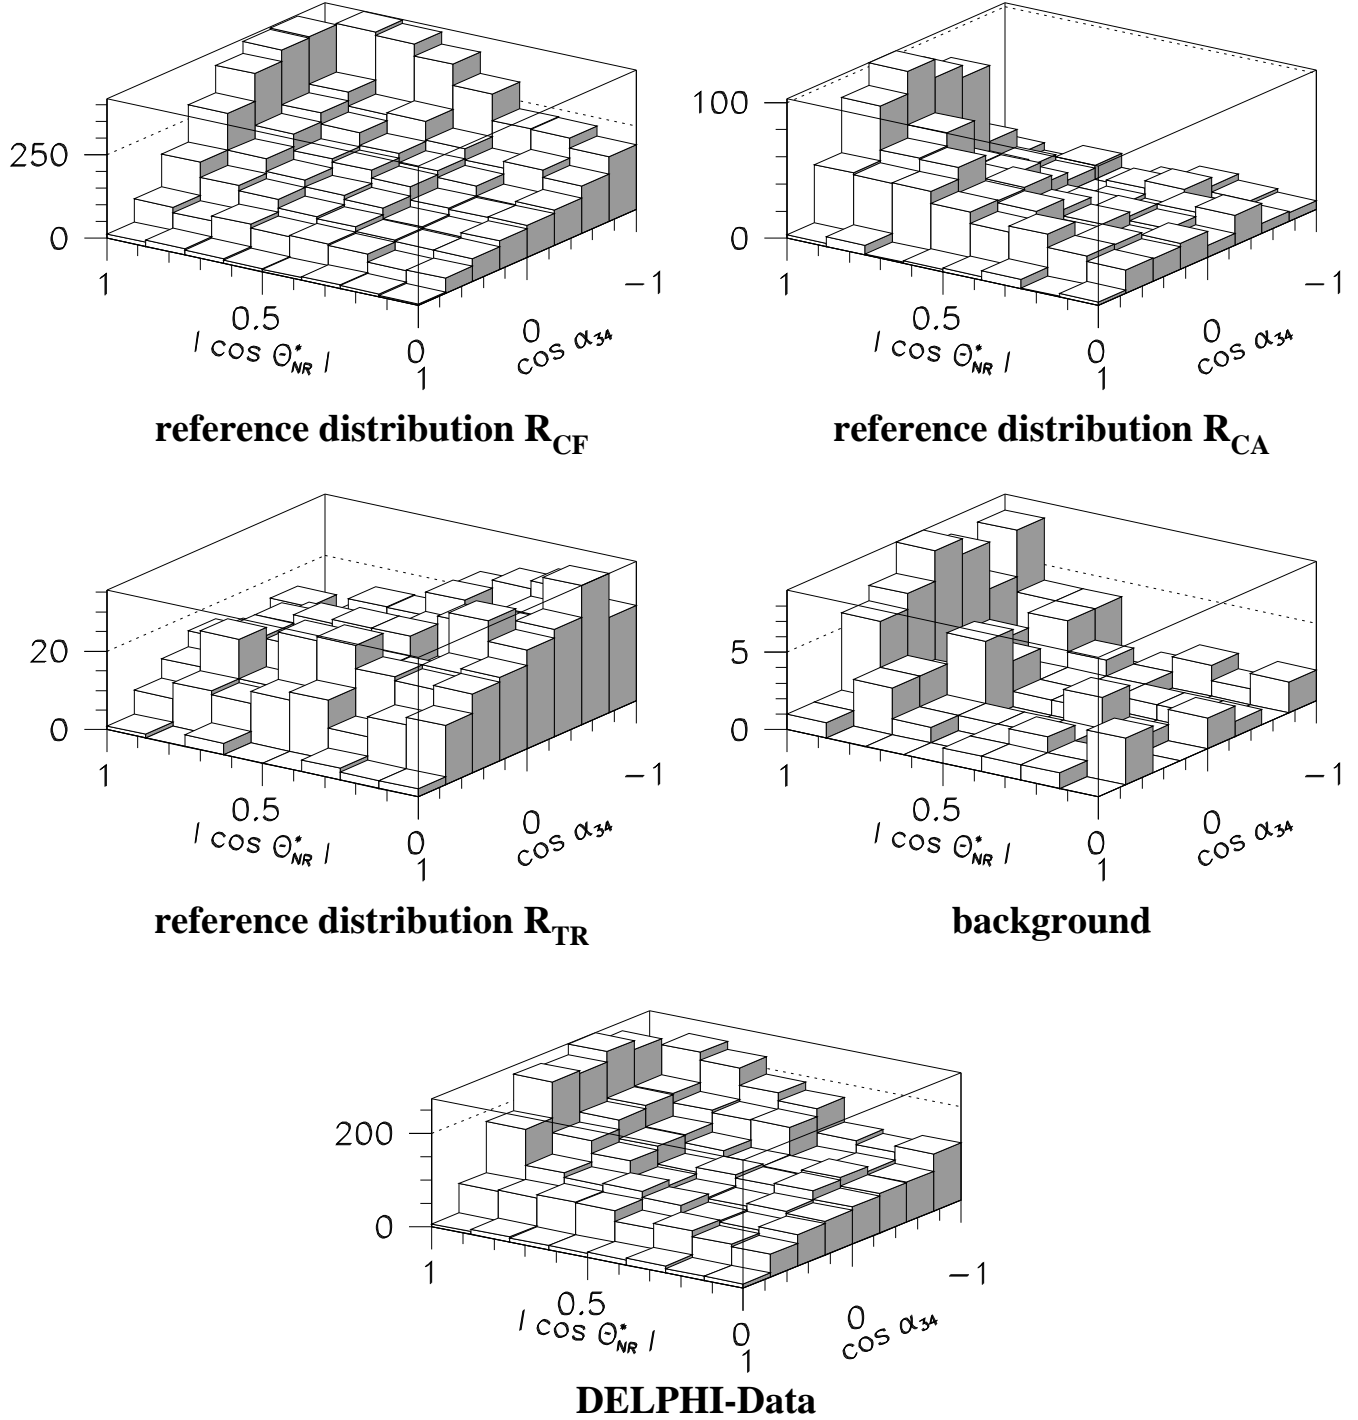 250
0
1
0.5
0
| cos Θ*NR |
1
0
-1
cos α34
reference distribution RCF
100
0
1
0.5
0
| cos Θ*NR |
1
0
-1
cos α34
reference distribution RCA
20
0
1
0.5
0
| cos Θ*NR |
1
0
-1
cos α34
reference distribution RTR
5
0
1
0.5
0
| cos Θ*NR |
1
0
-1
cos α34
background
200
0
1
0.5
0
| cos Θ*NR |
1
0
-1
cos α34
DELPHI-Data